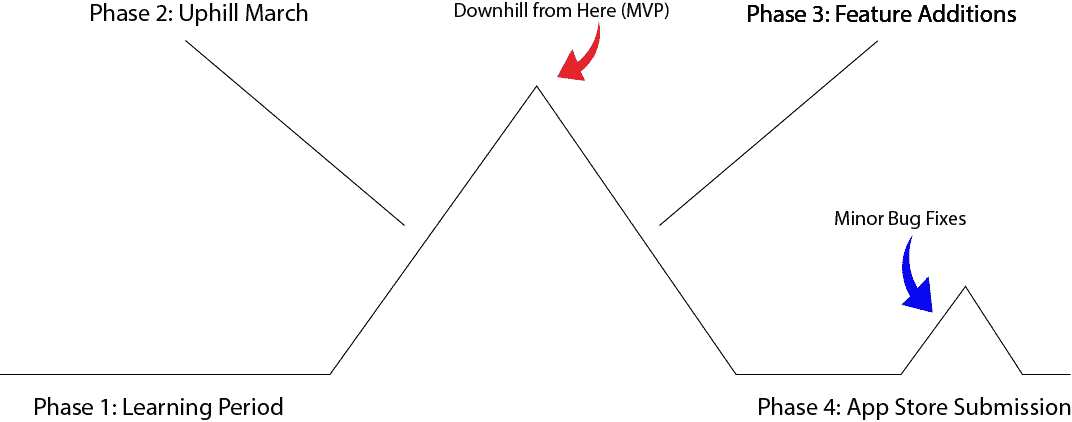 Phase 2: Uphill March
Downhill from Here (MVP)
Phase 3: Feature Additions
Minor Bug Fixes
Phase 1: Learning Period
Phase 4: App Store Submission